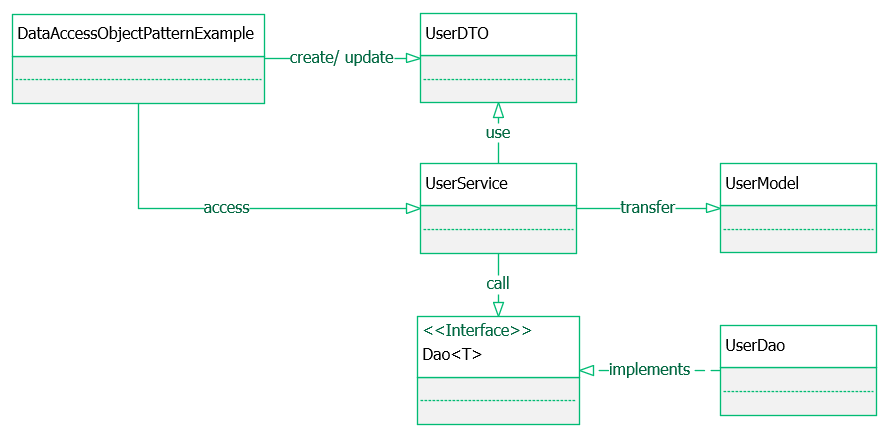 DataAccessObjectPatternExample
create/ update
UserDTO
use
access
UserService
transfer
UserModel
call
<<Interface>>
Dao<T>
implements
UserDao